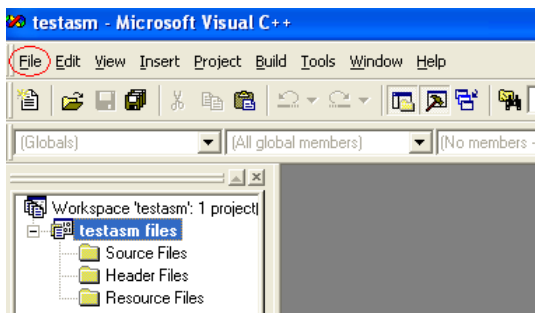 testasm - Microsoft Visual C++
File Edit View Insert Project Build Tools Window Help
(Globals) (All global members) (No members -
Workspace 'testasm': 1 project(
testasm files
Source Files
Header Files
Resource Files